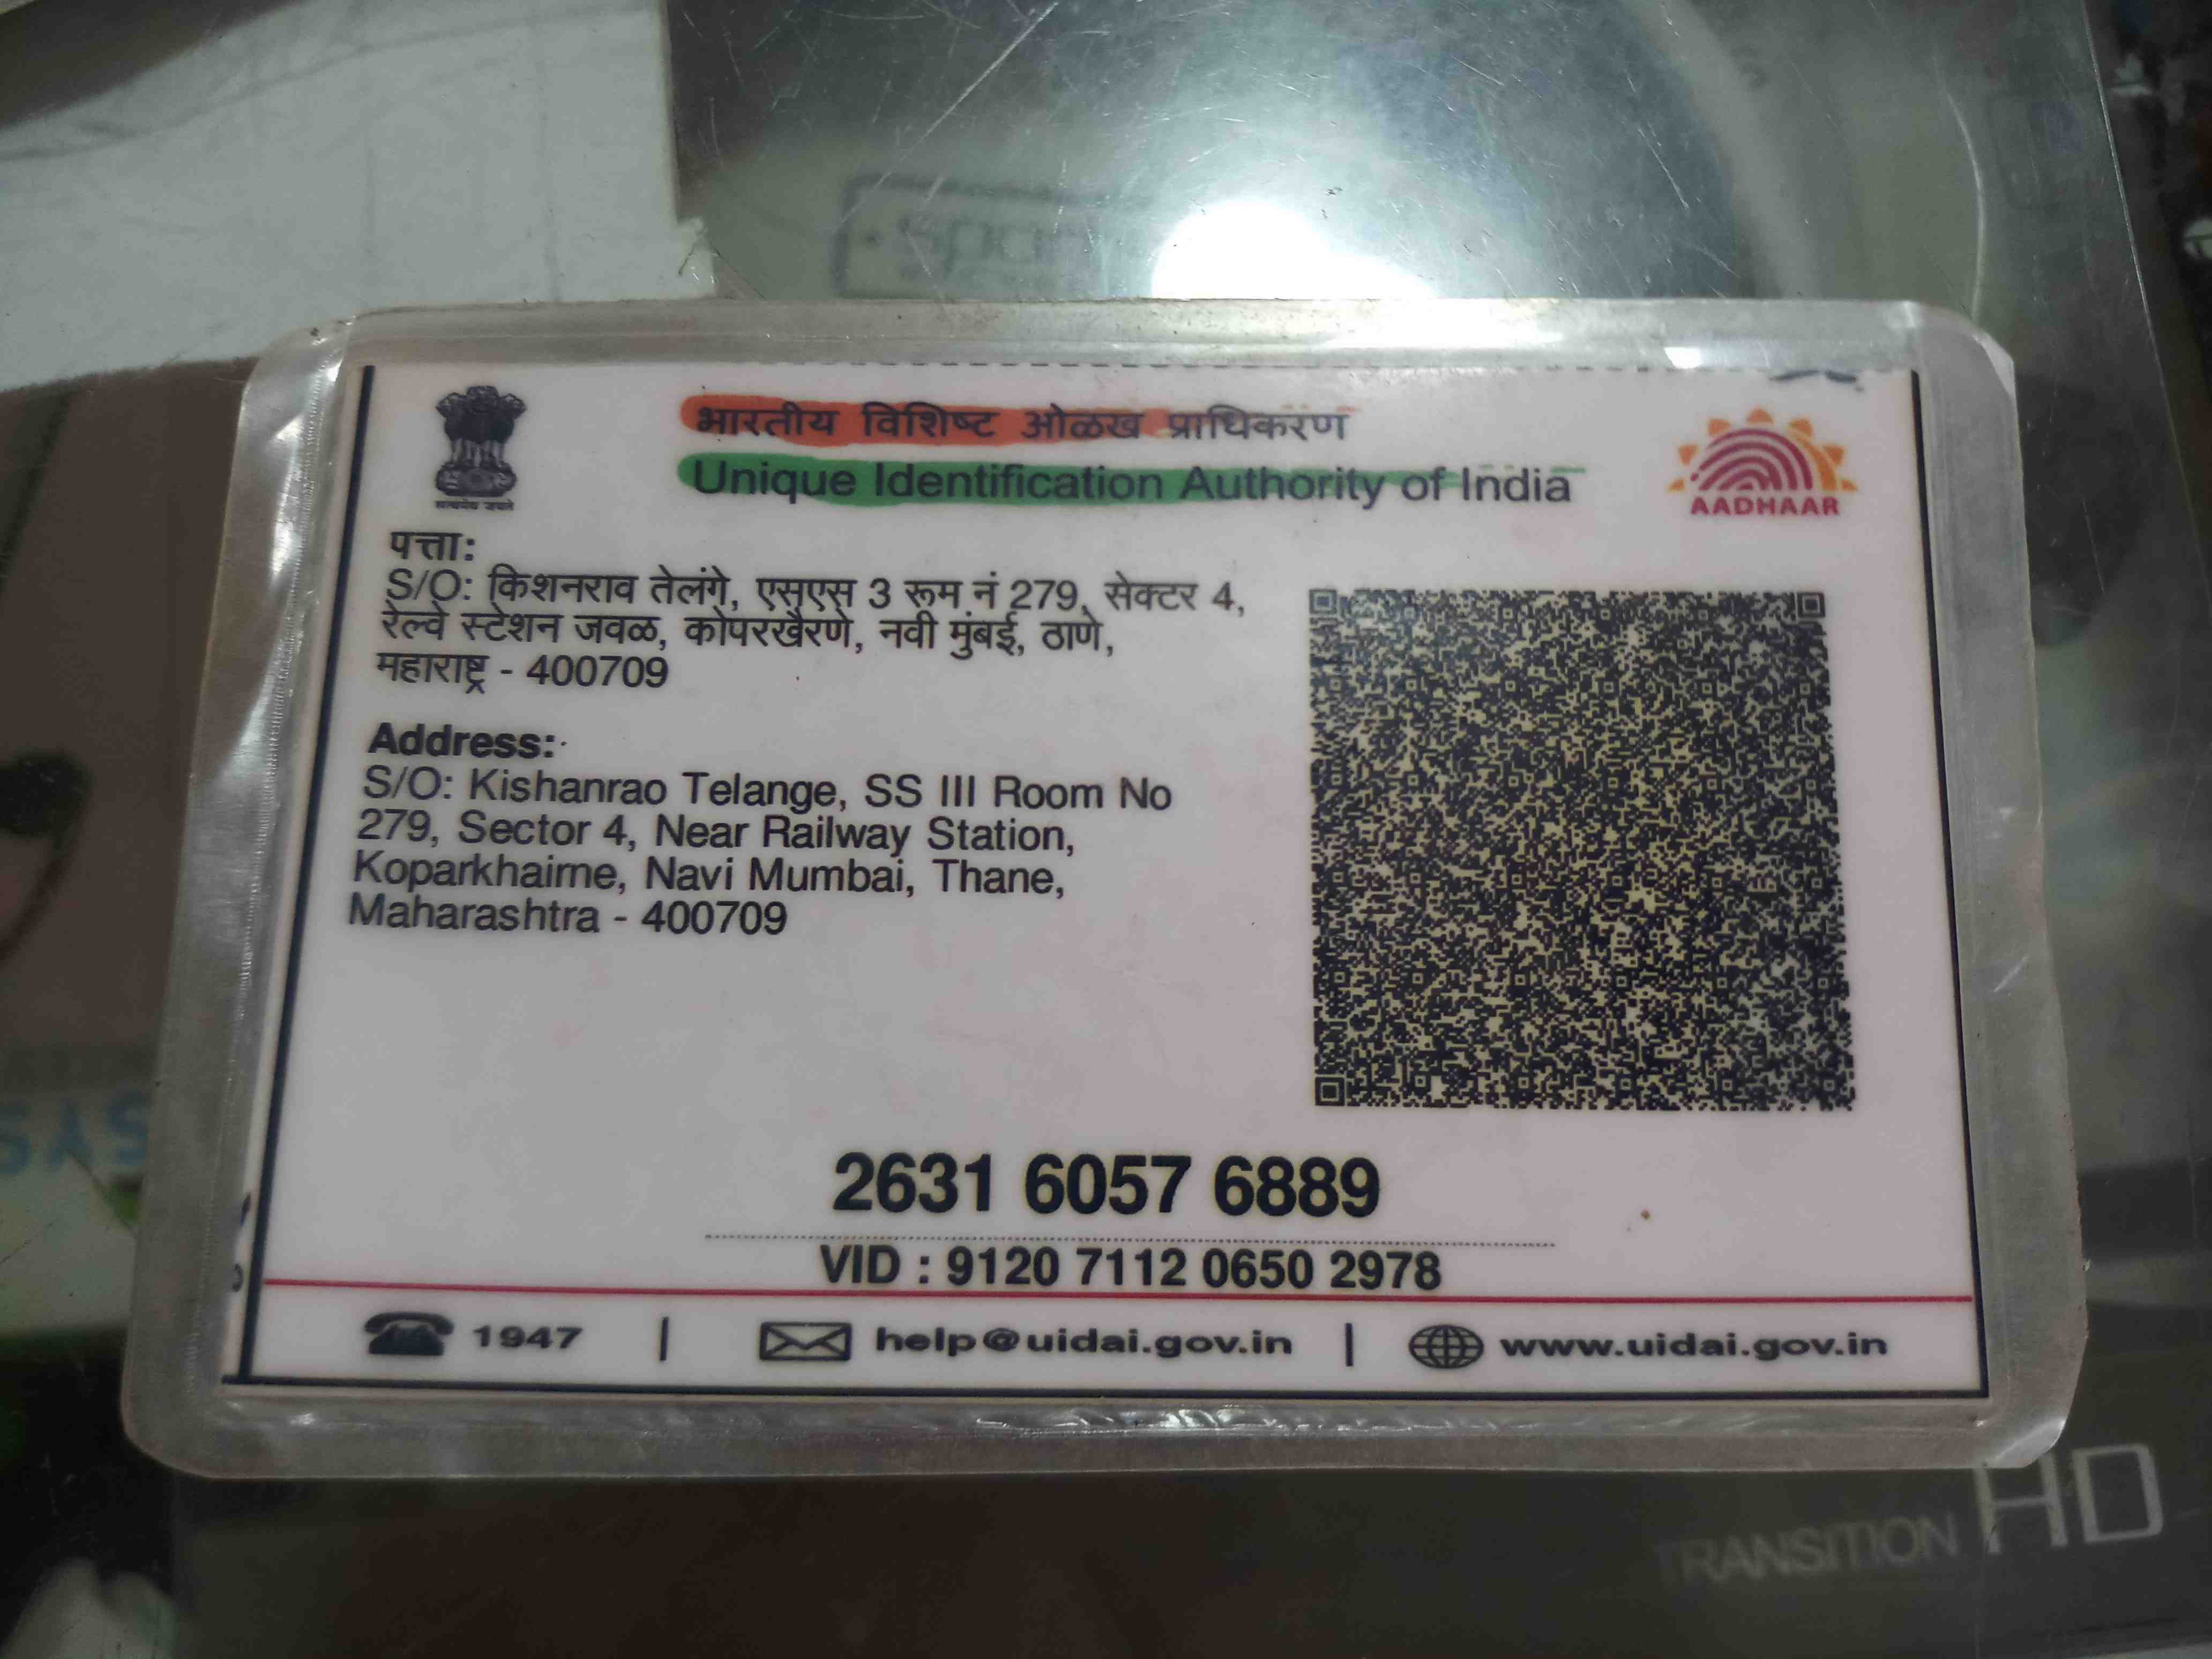 भारतीय विशिष्ट ओळख प्राधिकरण
Unique Identification Authority of India
सत्यमेव जयते
AADHAAR
पत्ता:
S/O: किशनराव तेलंगे, एसएस 3 रूम नं 279, सेक्टर 4,
रेल्वे स्टेशन जवळ, कोपरखैरणे, नवी मुंबई, ठाणे,
महाराष्ट्र - 400709
Address:
S/O: Kishanrao Telange, SS III Room No
279, Sector 4, Near Railway Station,
Koparkhairne, Navi Mumbai, Thane,
Maharashtra - 400709
2631 6057 6889
VID : 9120 7112 0650 2978
1947 | help@uidai.gov.in | www.uidai.gov.in
TRANSITION HD